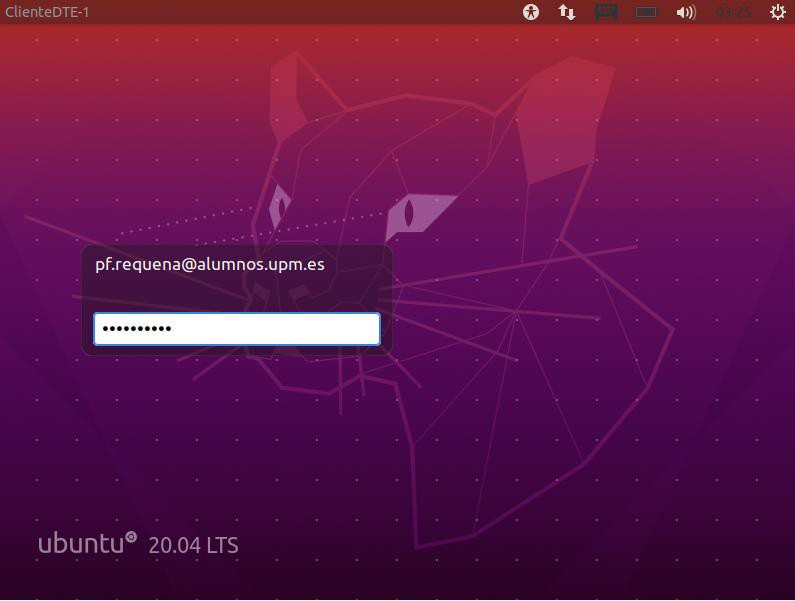 ClienteDTE-1
03:25
pf.requena@alumnos.upm.es
ubuntu 20.04 LTS